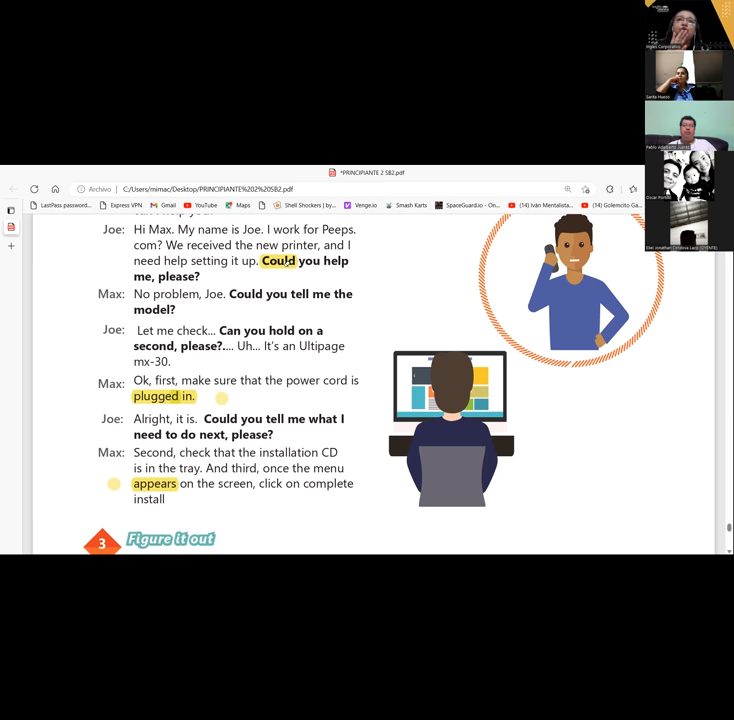 *PRINCIPIANTE 2 SB2.pdf
Archivo | C:/Users/mimac/Desktop/PRINCIPIANTE%202%20SB2.pdf
LastPass password... Express VPN Gmail YouTube Maps Shell Shockers | by... Venge.io Smash Karts SpaceGuard.io - On... (14) Iván Mentalista... (14) Golemcito Ga...
Joe: Hi Max. My name is Joe. I work for Peeps.
com? We received the new printer, and I
need help setting it up. Could you help
me, please?
Max: No problem, Joe. Could you tell me the
model?
Joe: Let me check... Can you hold on a
second, please?.... Uh... It's an Ultipage
mx-30.
Max: Ok, first, make sure that the power cord is
plugged in.
Joe: Alright, it is. Could you tell me what I
need to do next, please?
Max: Second, check that the installation CD
is in the tray. And third, once the menu
appears on the screen, click on complete
install
3 Figure it out
Inglés Corporativo
Oscar Portillo